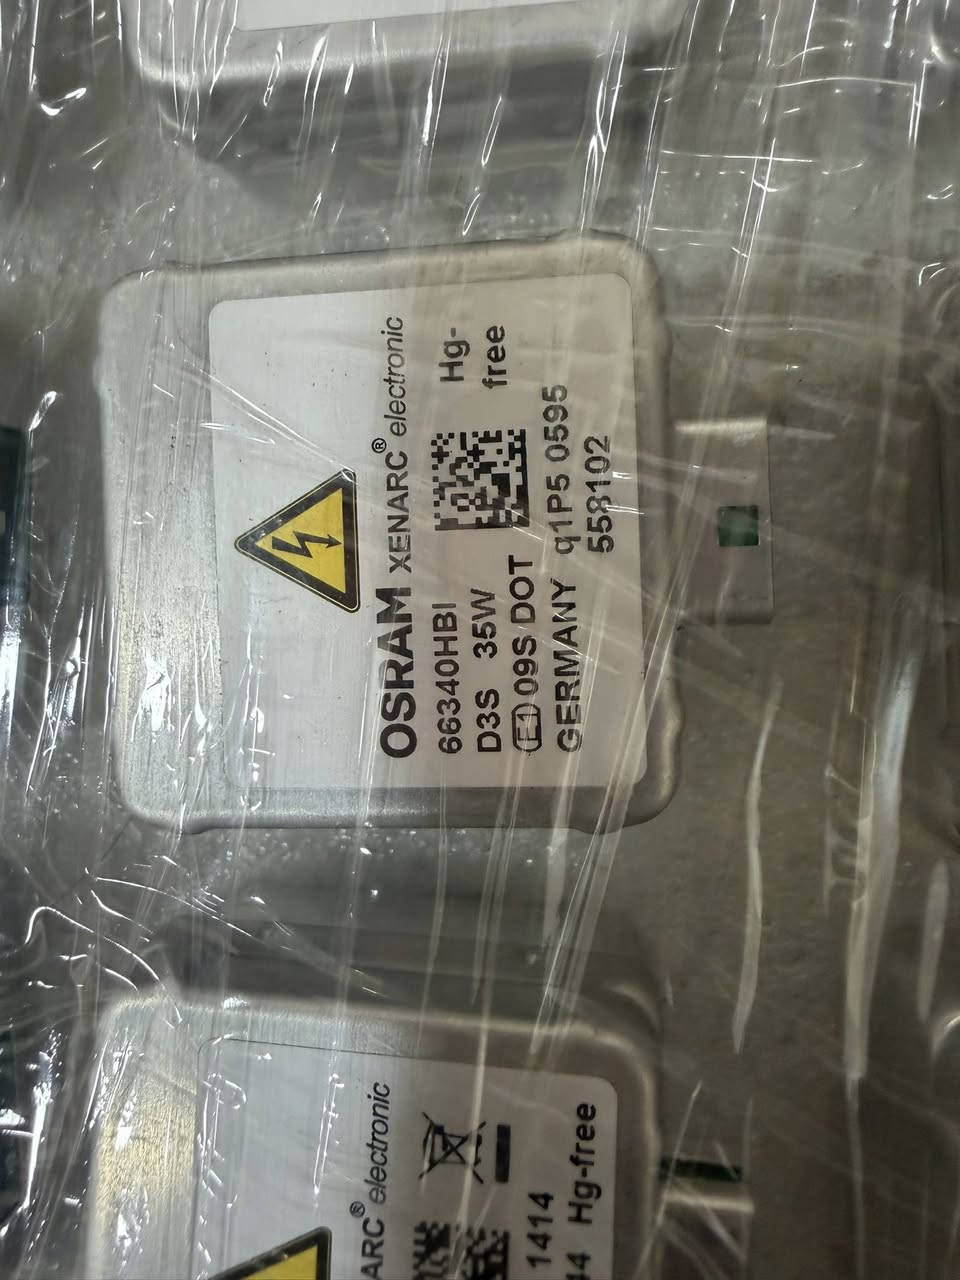 OSRAM XENARC® electronic
66340HBI
Hg-
free
D3S 35W
E1 09S DOT
GERMANY q1P5 0595
558102
ARC® electronic
1414
44 Hg-free